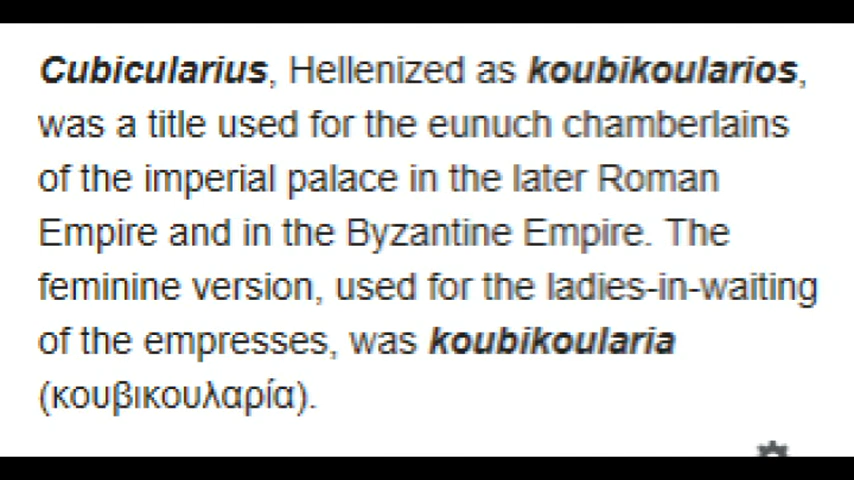 Cubicularius, Hellenized as koubikoularios,
was a title used for the eunuch chamberlains
of the imperial palace in the later Roman
Empire and in the Byzantine Empire. The
feminine version, used for the ladies-in-waiting
of the empresses, was koubikoularia
(κουβικουλαρία).